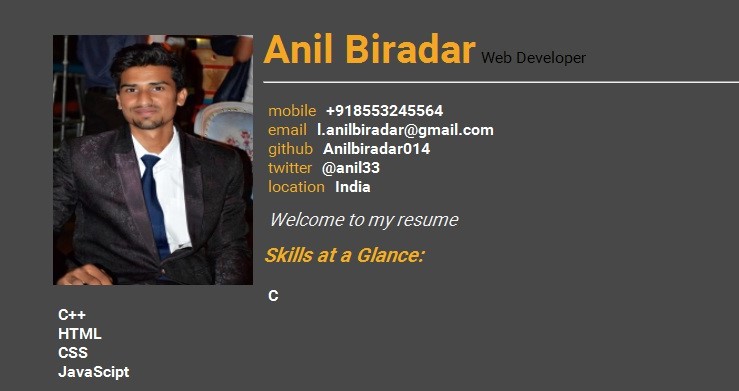 Anil Biradar Web Developer
mobile +918553245564
email l.anilbiradar@gmail.com
github Anilbiradar014
twitter @anil33
location India
Welcome to my resume
Skills at a Glance:
C
C++
HTML
CSS
JavaScipt